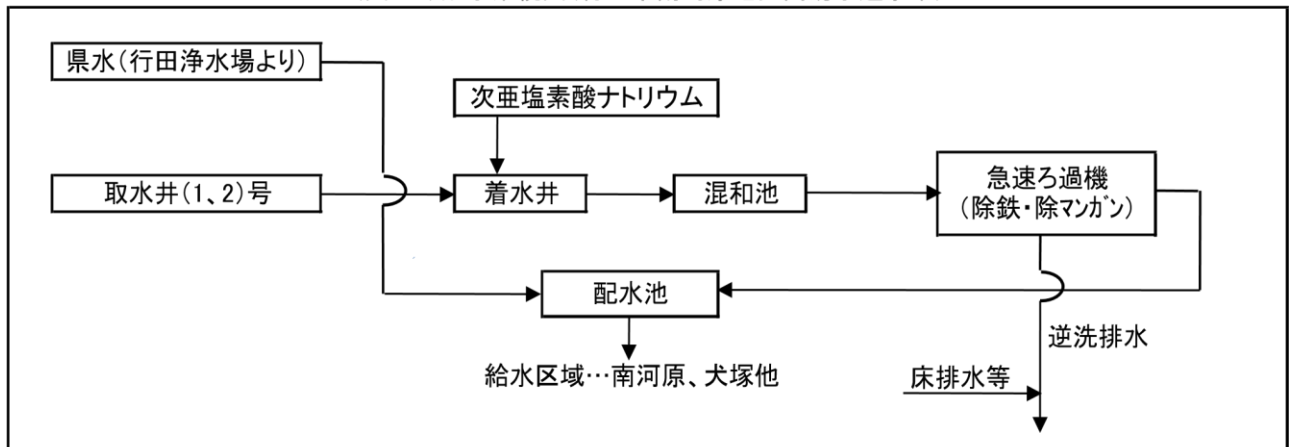 県水(行田浄水場より)
次亜塩素酸ナトリウム
取水井(1、2)号
着水井
混和池
急速ろ過機
(除鉄・除マンガン)
配水池
逆洗排水
給水区域…南河原、犬塚他
床排水等